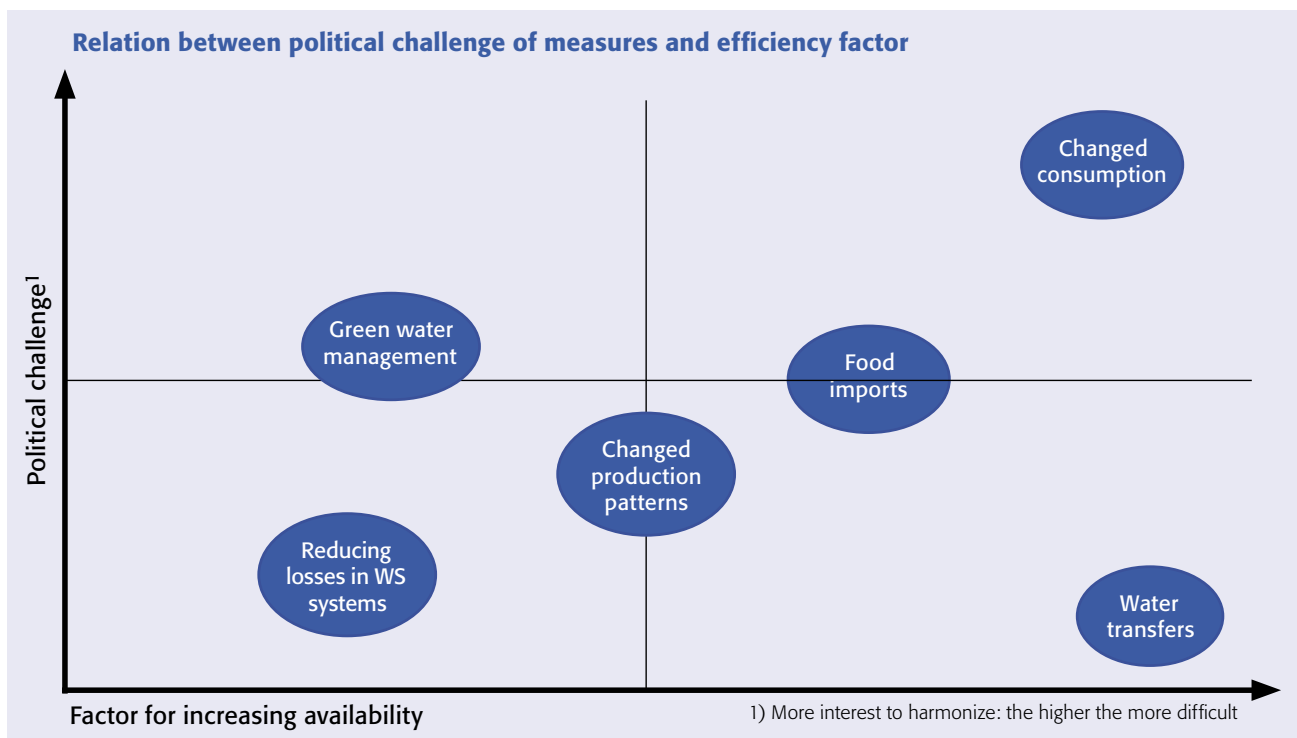 Relation between political challenge of measures and efficiency factor
Political challenge¹
Changed
consumption
Green water
management
Food
imports
Changed
production
patterns
Reducing
losses in WS
systems
Water
transfers
Factor for increasing availability
1) More interest to harmonize: the higher the more difficult